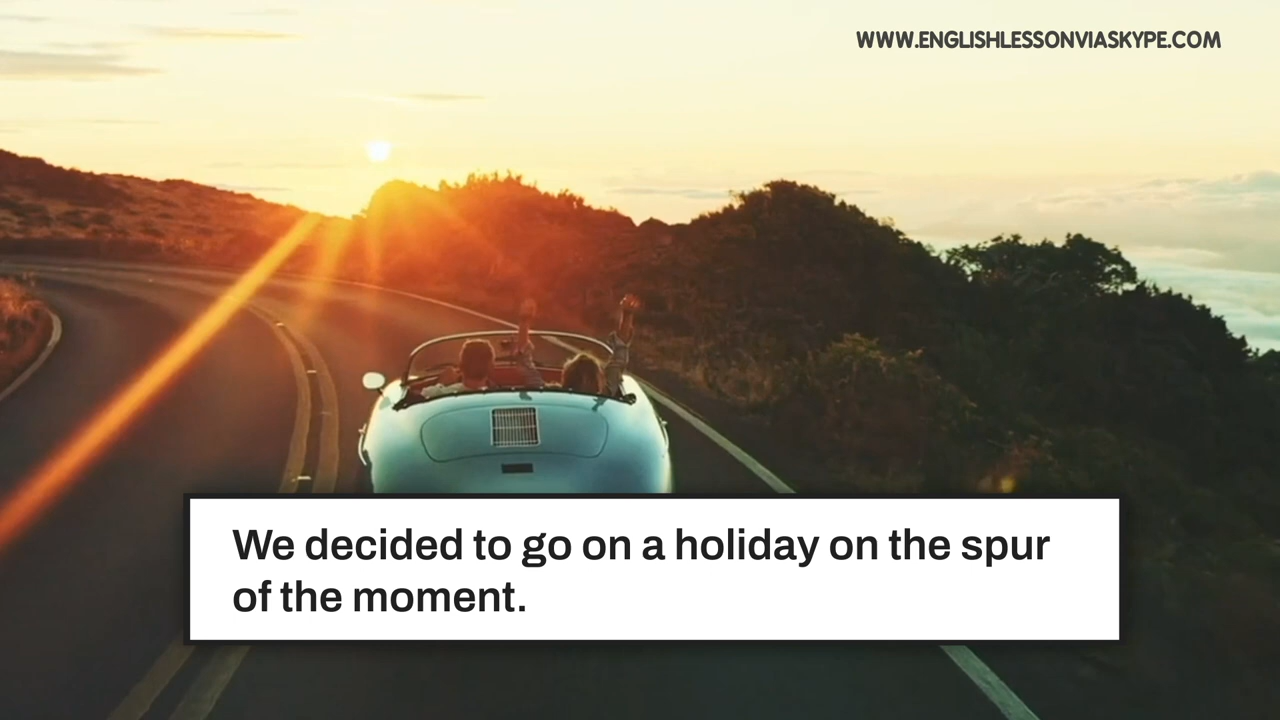 WWW.ENGLISHLESSONVIASKYPE.COM
We decided to go on a holiday on the spur
of the moment.